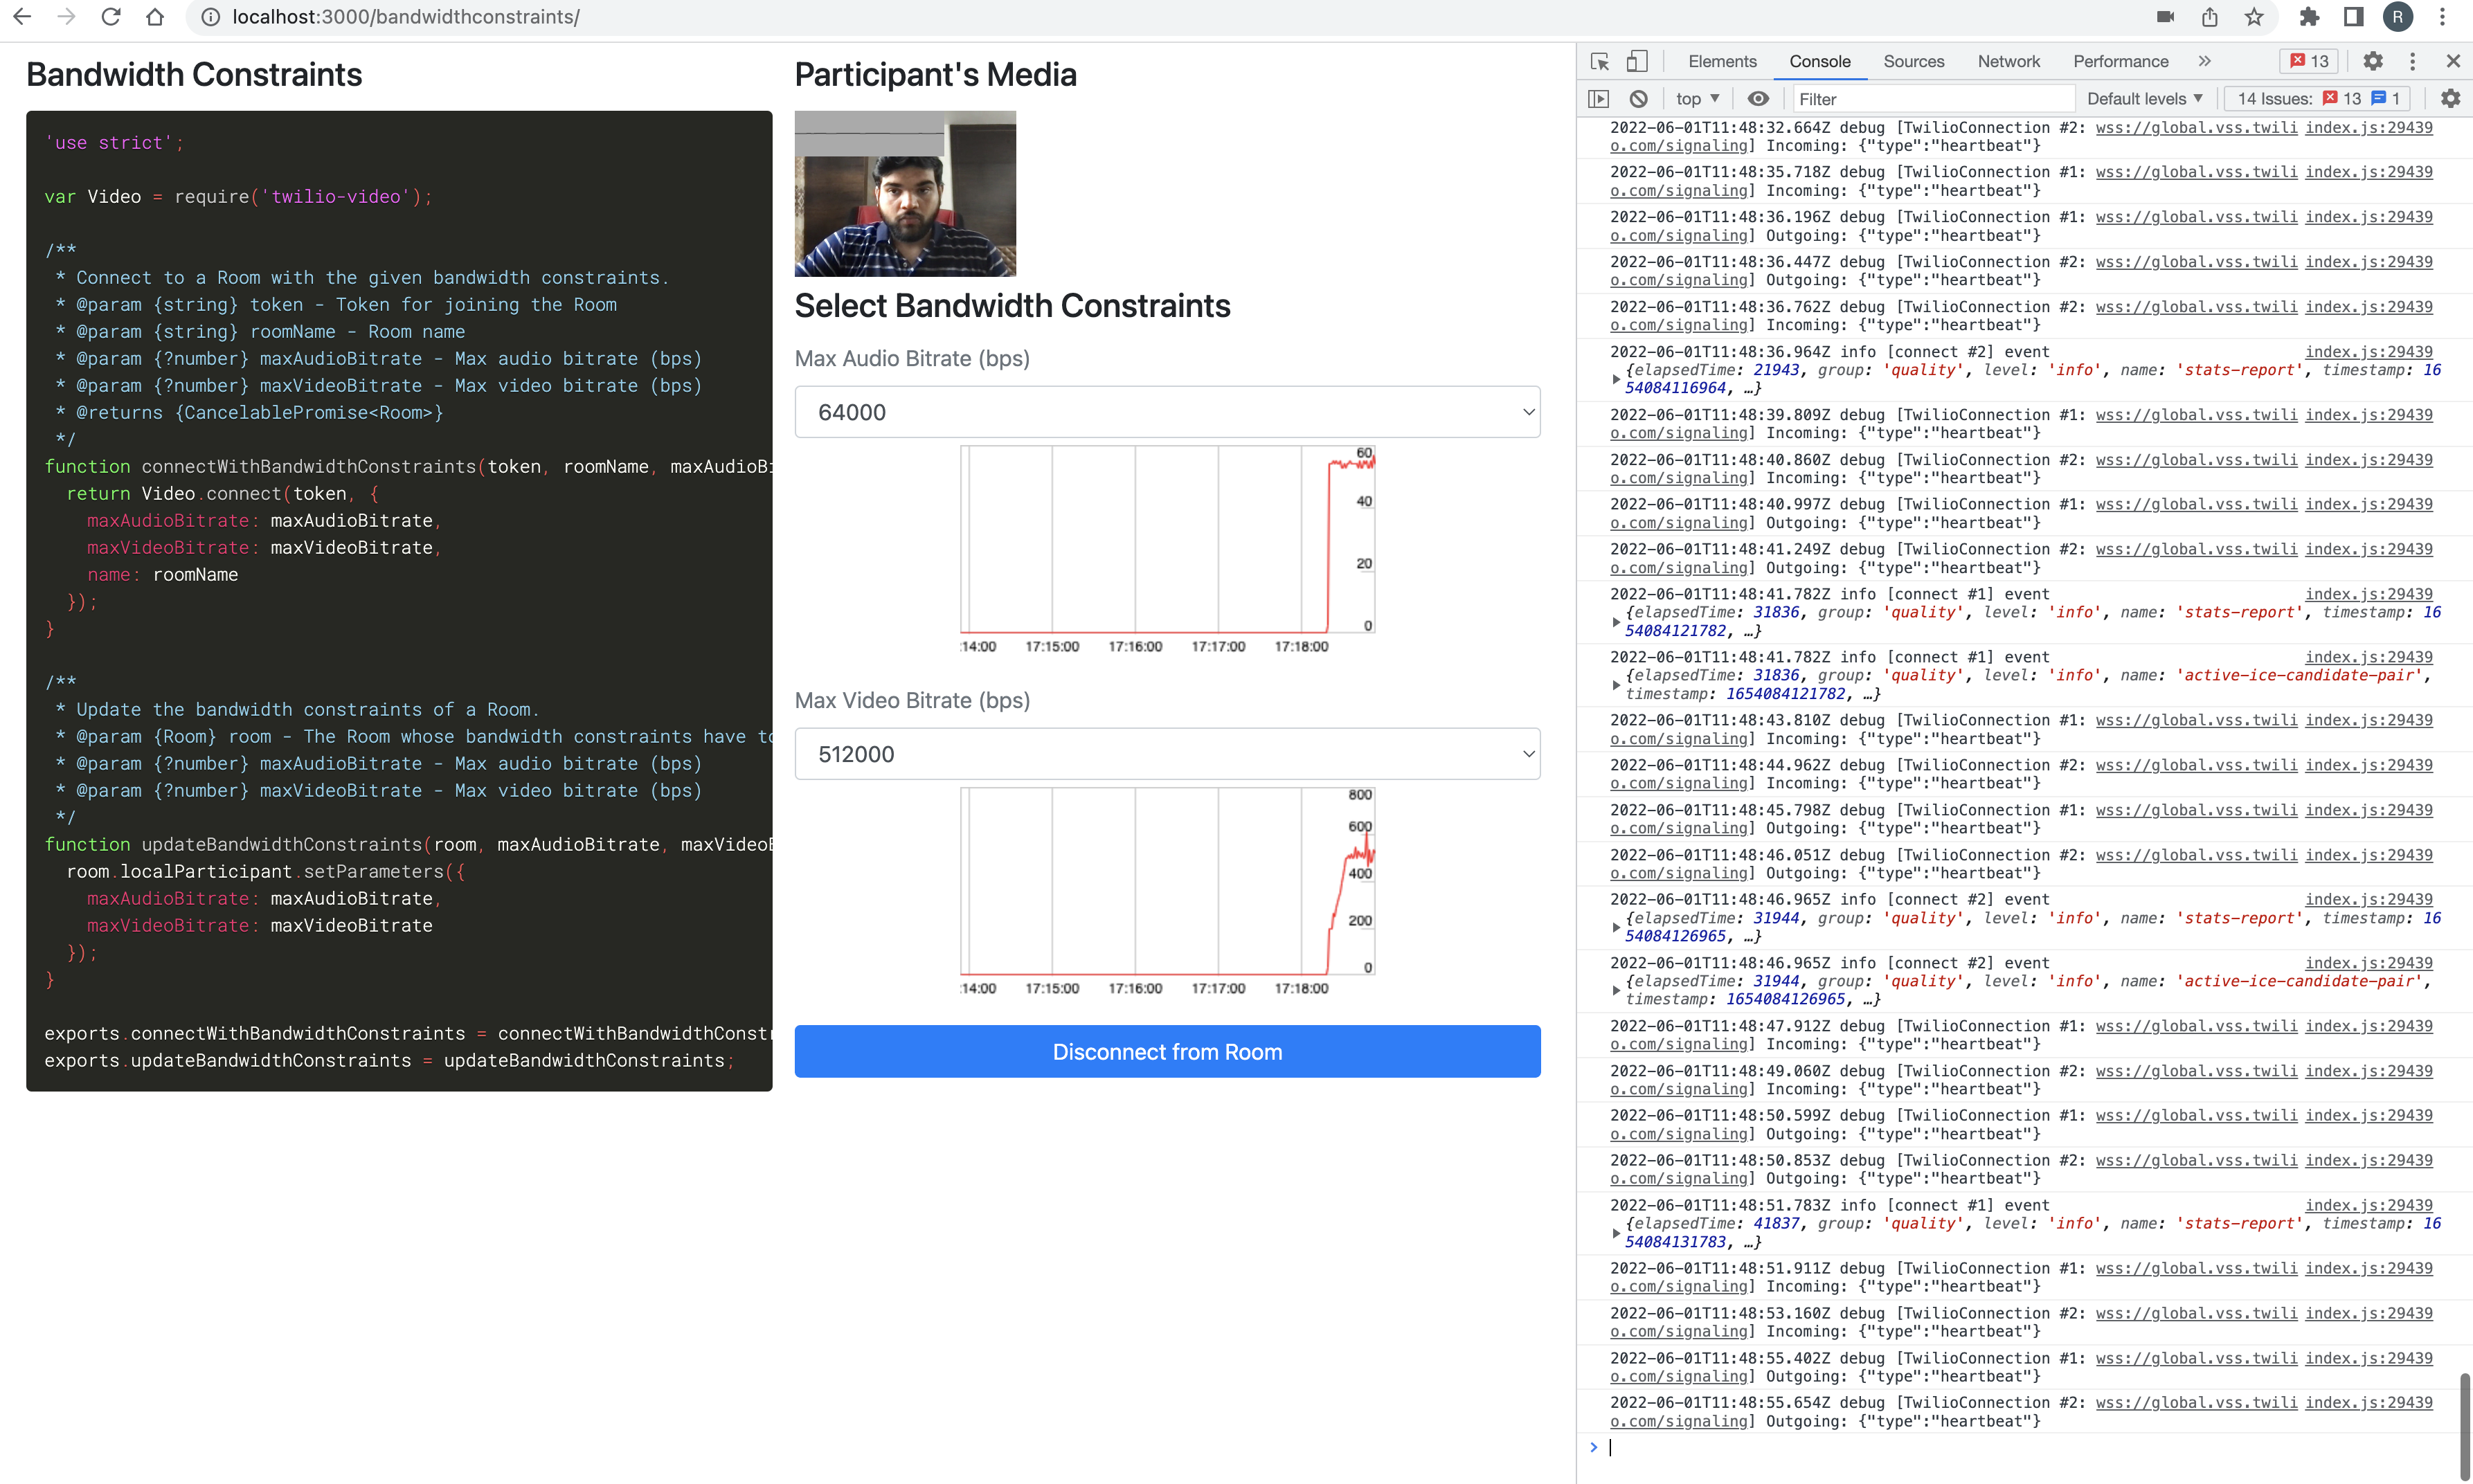 localhost:3000/bandwidthconstraints/
R
Bandwidth Constraints
'use strict';
var Video = require('twilio-video');
/**
* Connect to a Room with the given bandwidth constraints.
* @param {string} token - Token for joining the Room
* @param {string} roomName - Room name
* @param {?number} maxAudioBitrate - Max audio bitrate (bps)
* @param {?number} maxVideoBitrate - Max video bitrate (bps)
* @returns {CancelablePromise<Room>}
*/
function connectWithBandwidthConstraints(token, roomName, maxAudioBi
return Video.connect(token, {
maxAudioBitrate: maxAudioBitrate,
maxVideoBitrate: maxVideoBitrate,
name: roomName
});
}
/**
* Update the bandwidth constraints of a Room.
* @param {Room} room - The Room whose bandwidth constraints have to
* @param {?number} maxAudioBitrate - Max audio bitrate (bps)
* @param {?number} maxVideoBitrate - Max video bitrate (bps)
*/
function updateBandwidthConstraints(room, maxAudioBitrate, maxVideoB
room.localParticipant.setParameters({
maxAudioBitrate: maxAudioBitrate,
maxVideoBitrate: maxVideoBitrate
});
}
exports.connectWithBandwidthConstraints = connectWithBandwidthConstr
exports.updateBandwidthConstraints = updateBandwidthConstraints;
Participant's Media
Select Bandwidth Constraints
Max Audio Bitrate (bps)
64000
60
40
20
0
:14:00 17:15:00 17:16:00 17:17:00 17:18:00
Max Video Bitrate (bps)
512000
800
600
400
200
0
:14:00 17:15:00 17:16:00 17:17:00 17:18:00
Disconnect from Room
Elements Console Sources Network Performance » 13
top Filter Default levels 14 Issues: 13 1
2022-06-01T11:48:32.664Z debug [TwilioConnection #2: wss://global.vss.twili index.js:29439
o.com/signaling] Incoming: {"type":"heartbeat"}
2022-06-01T11:48:35.718Z debug [TwilioConnection #1: wss://global.vss.twili index.js:29439
o.com/signaling] Incoming: {"type":"heartbeat"}
2022-06-01T11:48:36.196Z debug [TwilioConnection #1: wss://global.vss.twili index.js:29439
o.com/signaling] Outgoing: {"type":"heartbeat"}
2022-06-01T11:48:36.447Z debug [TwilioConnection #2: wss://global.vss.twili index.js:29439
o.com/signaling] Outgoing: {"type":"heartbeat"}
2022-06-01T11:48:36.762Z debug [TwilioConnection #2: wss://global.vss.twili index.js:29439
o.com/signaling] Incoming: {"type":"heartbeat"}
2022-06-01T11:48:36.964Z info [connect #2] event index.js:29439
{elapsedTime: 21943, group: 'quality', level: 'info', name: 'stats-report', timestamp: 16
54084116964, …}
2022-06-01T11:48:39.809Z debug [TwilioConnection #1: wss://global.vss.twili index.js:29439
o.com/signaling] Incoming: {"type":"heartbeat"}
2022-06-01T11:48:40.860Z debug [TwilioConnection #2: wss://global.vss.twili index.js:29439
o.com/signaling] Incoming: {"type":"heartbeat"}
2022-06-01T11:48:40.997Z debug [TwilioConnection #1: wss://global.vss.twili index.js:29439
o.com/signaling] Outgoing: {"type":"heartbeat"}
2022-06-01T11:48:41.249Z debug [TwilioConnection #2: wss://global.vss.twili index.js:29439
o.com/signaling] Outgoing: {"type":"heartbeat"}
2022-06-01T11:48:41.782Z info [connect #1] event index.js:29439
{elapsedTime: 31836, group: 'quality', level: 'info', name: 'stats-report', timestamp: 16
54084121782, …}
2022-06-01T11:48:41.782Z info [connect #1] event index.js:29439
{elapsedTime: 31836, group: 'quality', level: 'info', name: 'active-ice-candidate-pair',
timestamp: 1654084121782, …}
2022-06-01T11:48:43.810Z debug [TwilioConnection #1: wss://global.vss.twili index.js:29439
o.com/signaling] Incoming: {"type":"heartbeat"}
2022-06-01T11:48:44.962Z debug [TwilioConnection #2: wss://global.vss.twili index.js:29439
o.com/signaling] Incoming: {"type":"heartbeat"}
2022-06-01T11:48:45.798Z debug [TwilioConnection #1: wss://global.vss.twili index.js:29439
o.com/signaling] Outgoing: {"type":"heartbeat"}
2022-06-01T11:48:46.051Z debug [TwilioConnection #2: wss://global.vss.twili index.js:29439
o.com/signaling] Outgoing: {"type":"heartbeat"}
2022-06-01T11:48:46.965Z info [connect #2] event index.js:29439
{elapsedTime: 31944, group: 'quality', level: 'info', name: 'stats-report', timestamp: 16
54084126965, …}
2022-06-01T11:48:46.965Z info [connect #2] event index.js:29439
{elapsedTime: 31944, group: 'quality', level: 'info', name: 'active-ice-candidate-pair',
timestamp: 1654084126965, …}
2022-06-01T11:48:47.912Z debug [TwilioConnection #1: wss://global.vss.twili index.js:29439
o.com/signaling] Incoming: {"type":"heartbeat"}
2022-06-01T11:48:49.060Z debug [TwilioConnection #2: wss://global.vss.twili index.js:29439
o.com/signaling] Incoming: {"type":"heartbeat"}
2022-06-01T11:48:50.599Z debug [TwilioConnection #1: wss://global.vss.twili index.js:29439
o.com/signaling] Outgoing: {"type":"heartbeat"}
2022-06-01T11:48:50.853Z debug [TwilioConnection #2: wss://global.vss.twili index.js:29439
o.com/signaling] Outgoing: {"type":"heartbeat"}
2022-06-01T11:48:51.783Z info [connect #1] event index.js:29439
{elapsedTime: 41837, group: 'quality', level: 'info', name: 'stats-report', timestamp: 16
54084131783, …}
2022-06-01T11:48:51.911Z debug [TwilioConnection #1: wss://global.vss.twili index.js:29439
o.com/signaling] Incoming: {"type":"heartbeat"}
2022-06-01T11:48:53.160Z debug [TwilioConnection #2: wss://global.vss.twili index.js:29439
o.com/signaling] Incoming: {"type":"heartbeat"}
2022-06-01T11:48:55.402Z debug [TwilioConnection #1: wss://global.vss.twili index.js:29439
o.com/signaling] Outgoing: {"type":"heartbeat"}
2022-06-01T11:48:55.654Z debug [TwilioConnection #2: wss://global.vss.twili index.js:29439
o.com/signaling] Outgoing: {"type":"heartbeat"}